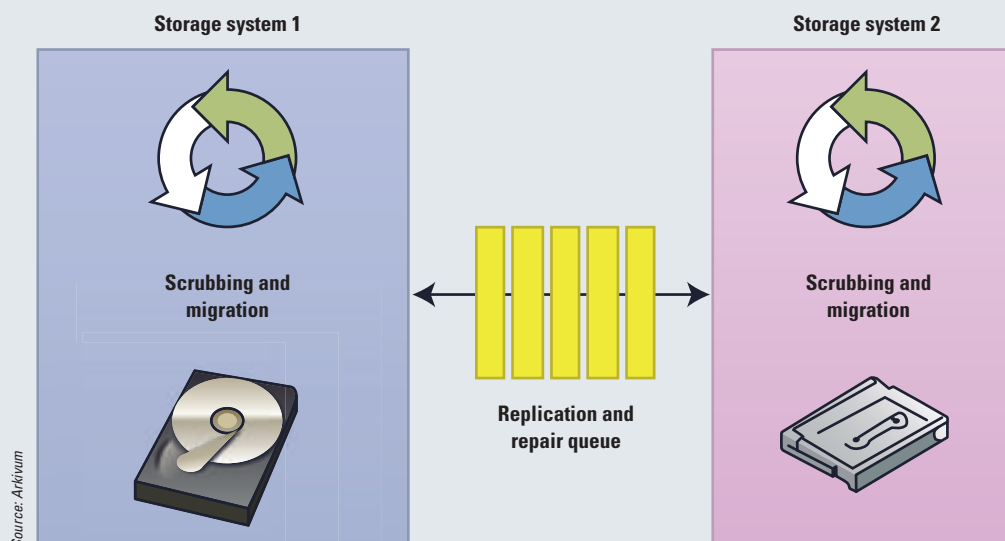 Storage system 1
Storage system 2
Scrubbing and
migration
Scrubbing and
migration
Replication and
repair queue
Source: Arkivum